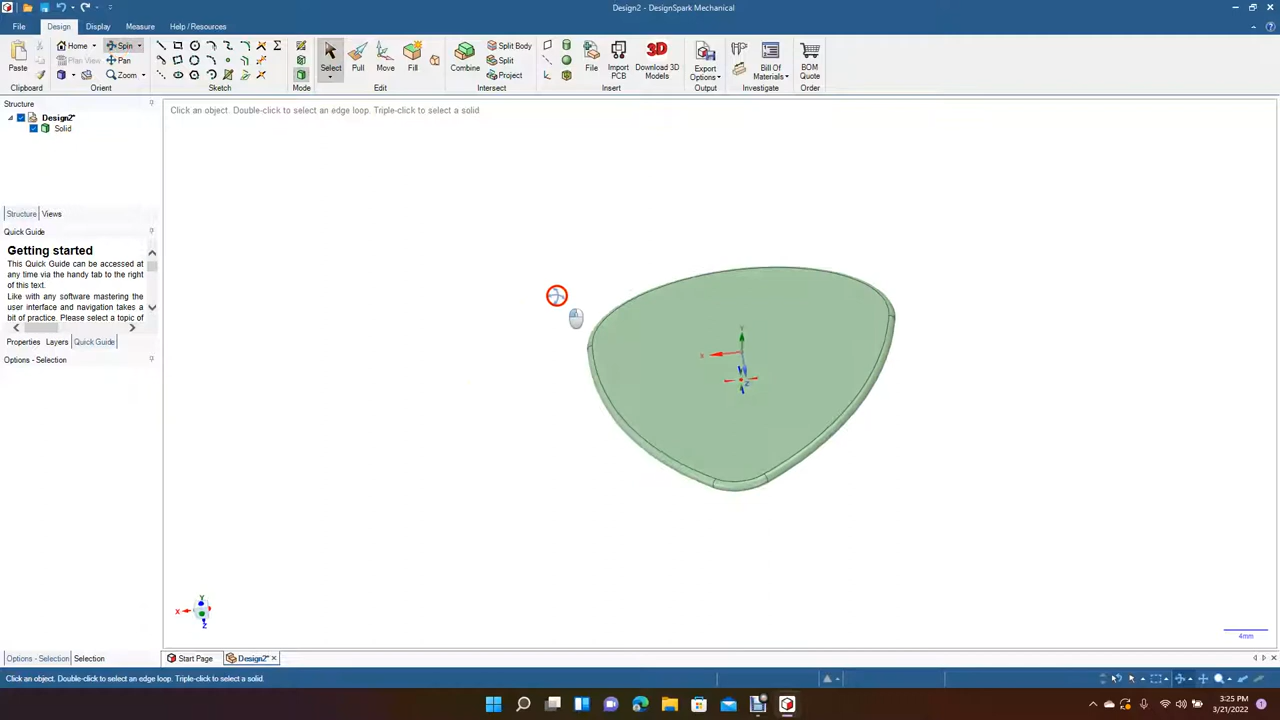 Design2 - DesignSpark Mechanical
File Design Display Measure Help / Resources
Paste
Home
Plan View
Spin
Pan
Zoom
Select
Pull
Move
Fill
Combine
Split Body
Split
Project
File
Import
PCB
Download 3D
Models
3D
Export
Options
Bill Of
Materials
BOM
Quote
Clipboard Orient Sketch Mode Edit Intersect Insert Output Investigate Order
Structure
Design2*
Solid
Click an object. Double-click to select an edge loop. Triple-click to select a solid
Structure Views
Quick Guide
Getting started
This Quick Guide can be accessed at
any time via the handy tab to the right
of this text.
Like with any software mastering the
user interface and navigation takes a
bit of practice. Please select a topic of
Properties Layers Quick Guide
Options - Selection
Y
X
Z
Y
X
Z
4mm
Options - Selection Selection
Start Page Design2*
Click an object. Double-click to select an edge loop. Triple-click to select a solid.
3:25 PM
3/21/2022